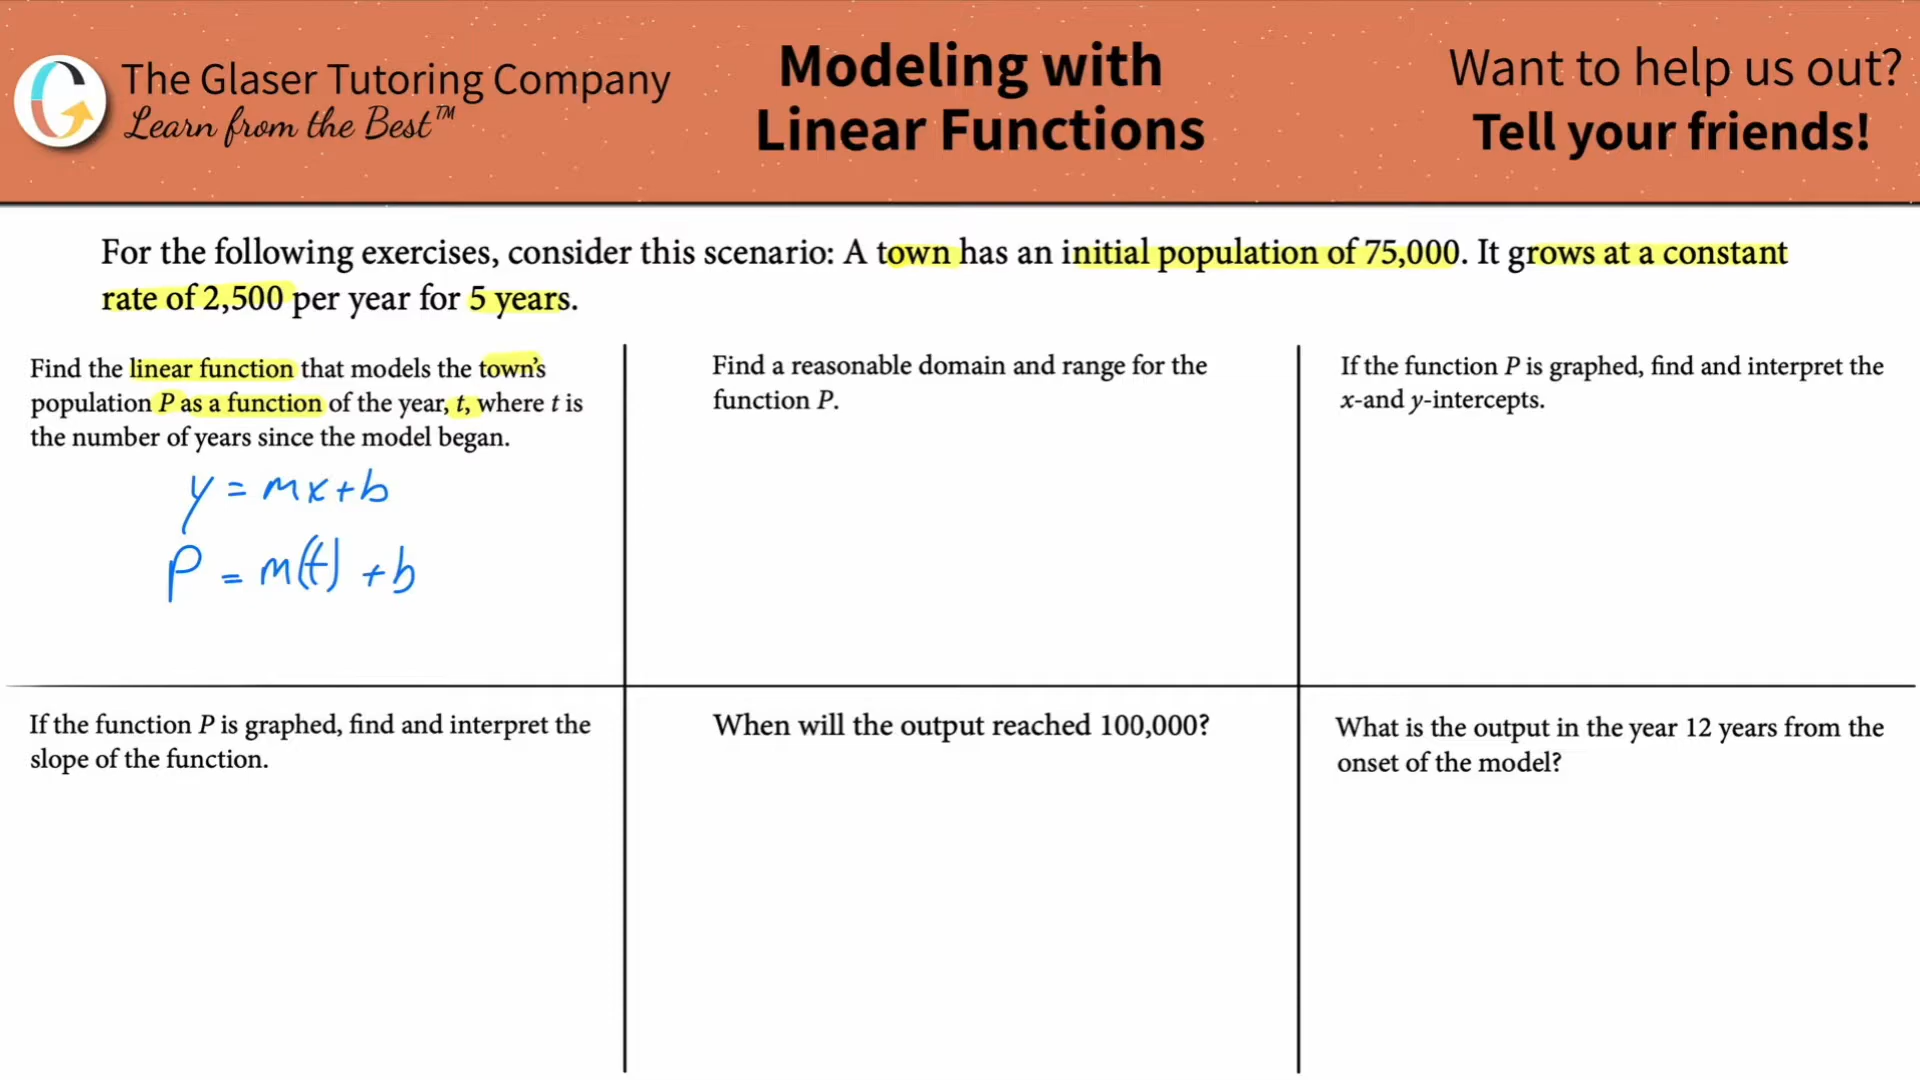 The Glaser Tutoring Company
Learn from the Best™
Modeling with
Linear Functions
Want to help us out?
Tell your friends!
For the following exercises, consider this scenario: A town has an initial population of 75,000. It grows at a constant
rate of 2,500 per year for 5 years.
Find the linear function that models the town’s
population P as a function of the year, t, where t is
the number of years since the model began.
y = mx+b
P = m(t) +b
Find a reasonable domain and range for the
function P.
If the function P is graphed, find and interpret the
x-and y-intercepts.
If the function P is graphed, find and interpret the
slope of the function.
When will the output reached 100,000?
What is the output in the year 12 years from the
onset of the model?